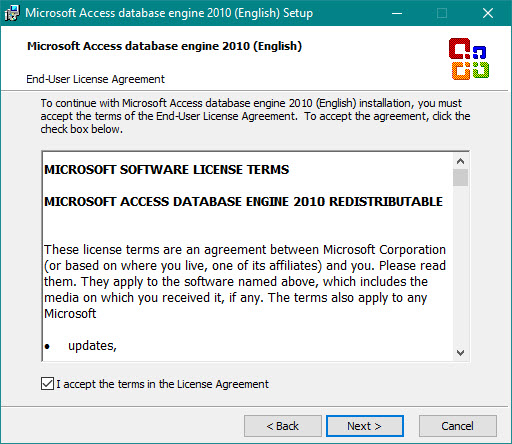 Microsoft Access database engine 2010 (English) Setup
Microsoft Access database engine 2010 (English)
End-User License Agreement
To continue with Microsoft Access database engine 2010 (English) installation, you must
accept the terms of the End-User License Agreement. To accept the agreement, click the
check box below.
MICROSOFT SOFTWARE LICENSE TERMS
MICROSOFT ACCESS DATABASE ENGINE 2010 REDISTRIBUTABLE
These license terms are an agreement between Microsoft Corporation
(or based on where you live, one of its affiliates) and you. Please read
them. They apply to the software named above, which includes the
media on which you received it, if any. The terms also apply to any
Microsoft
• updates,
I accept the terms in the License Agreement
< Back
Next >
Cancel